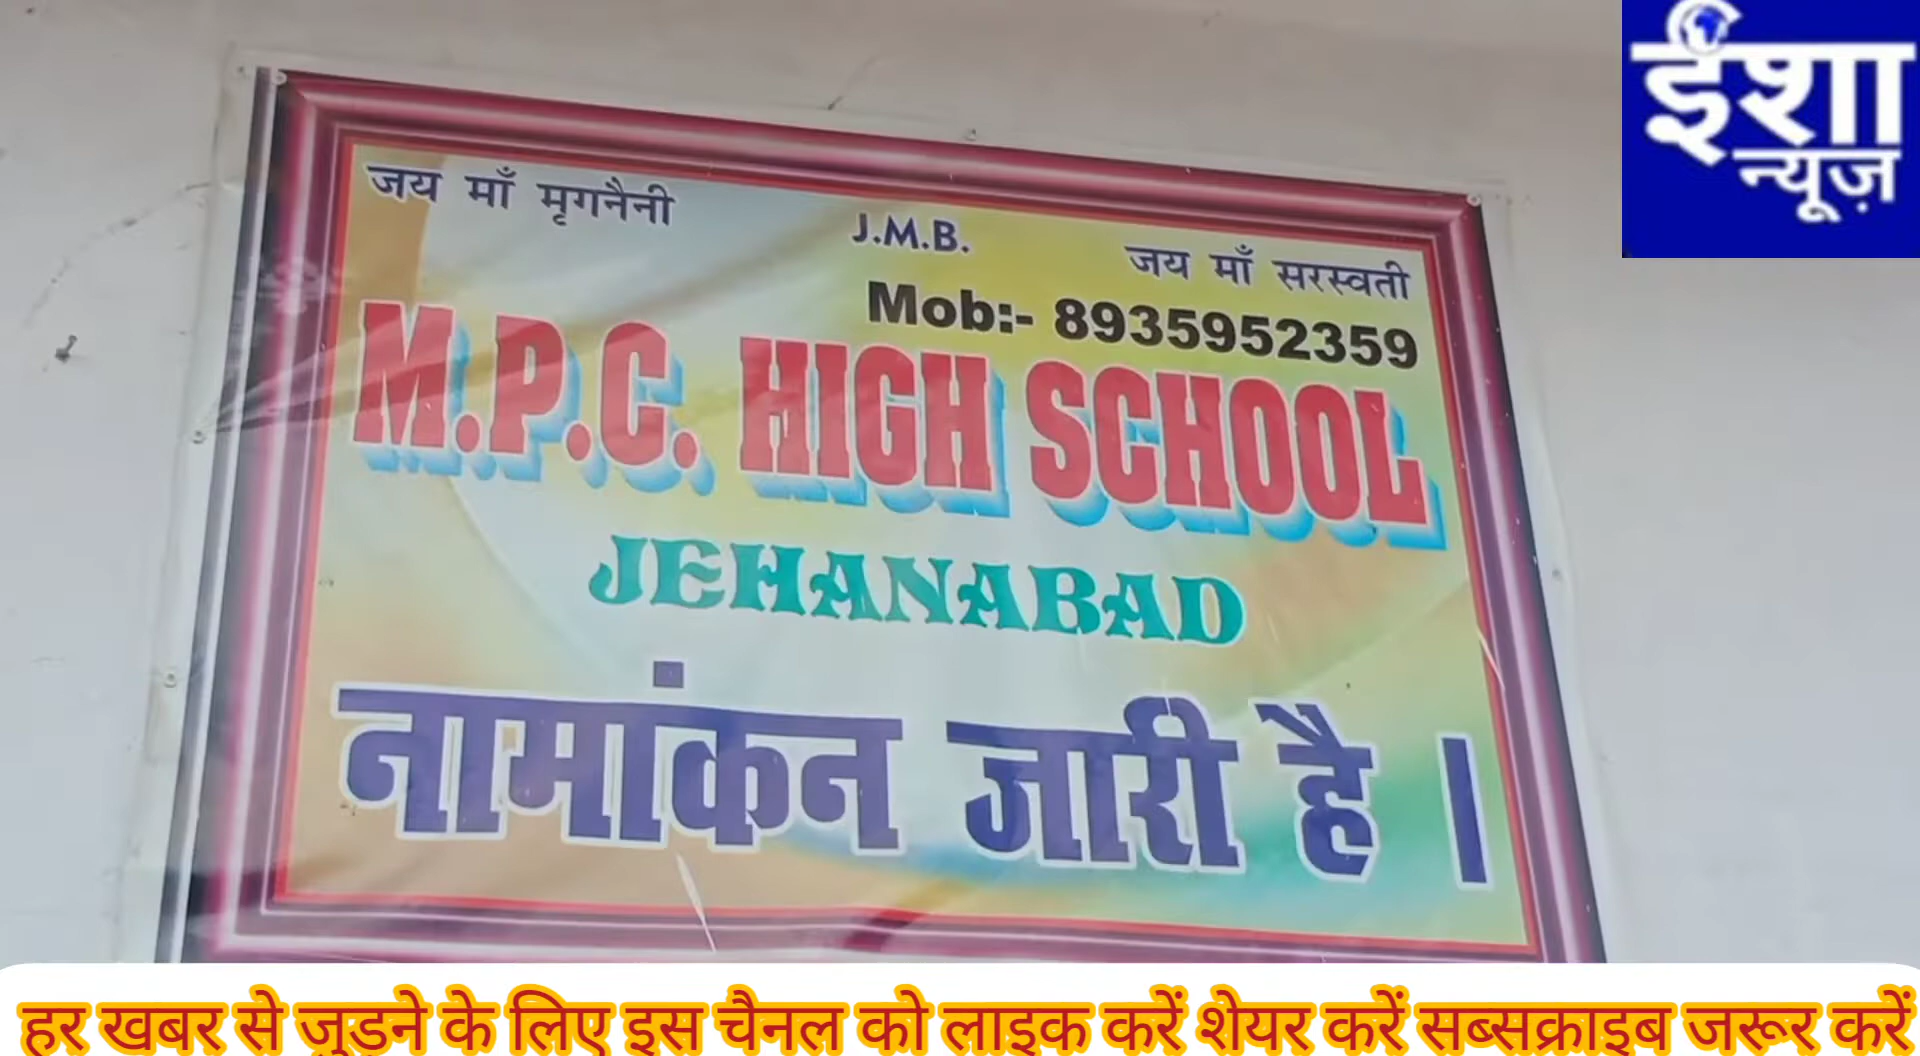 ईशा
न्यूज़
जय माँ मृगनैनी
J.M.B.
जय माँ सरस्वती
Mob:- 8935952359
M.P.C. HIGH SCHOOL
JEHANABAD
नामांकन जारी है ।
हर खबर से जुड़ने के लिए इस चैनल को लाइक करें शेयर करें सब्सक्राइब जरूर करें